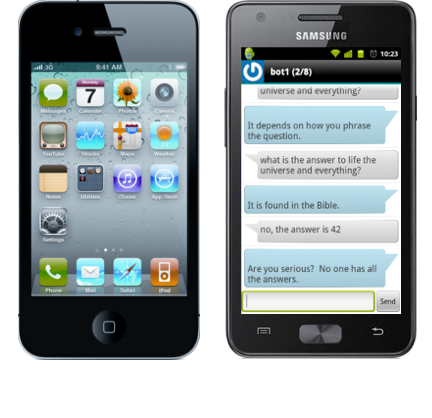 3G 9:41 AM
Monday
7
Messages Calendar Photos Camera
YouTube Stocks Maps Weather
Notes Utilities iTunes App Store
Settings
Phone Mail Safari iPod
SAMSUNG
10:23
bot1 (2/8)
universe and everything?
It depends on how you phrase
the question.
what is the answer to life the
universe and everything?
It is found in the Bible.
no, the answer is 42
Are you serious?  No one has all
the answers.
Send